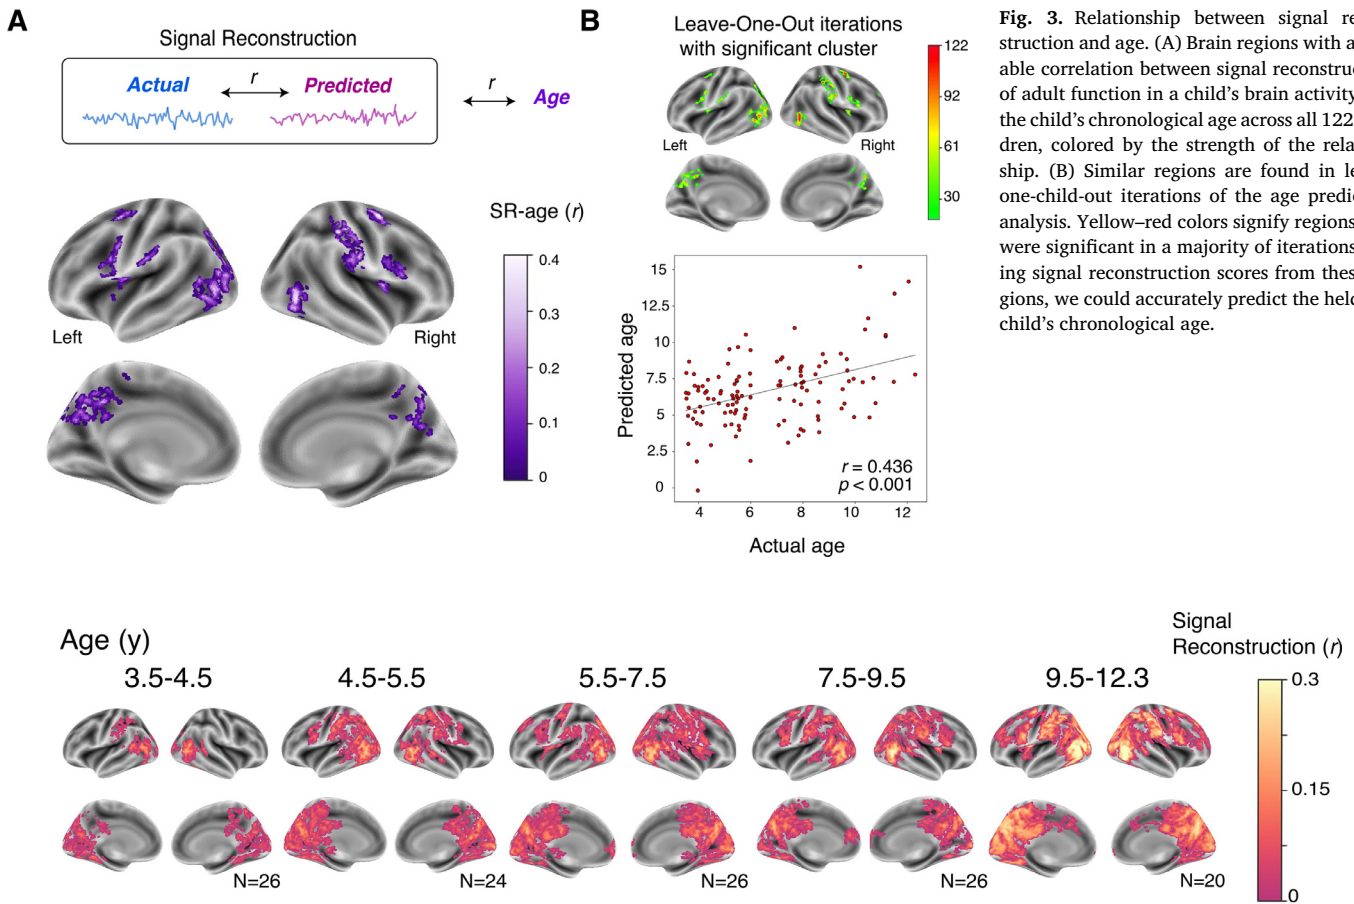 A
Signal Reconstruction
Actual
r
Predicted
r
Age
Left
Right
SR-age (r)
0.4
0.3
0.2
0.1
0
B
Leave-One-Out iterations
with significant cluster
Left
Right
122
92
61
30
Predicted age
15
12.5
10
7.5
5
2.5
0
r = 0.436
p < 0.001
4
6
8
10
12
Actual age
Fig. 3. Relationship between signal re
struction and age. (A) Brain regions with a
able correlation between signal reconstruc
of adult function in a child's brain activity
the child's chronological age across all 122
dren, colored by the strength of the rela
ship. (B) Similar regions are found in le
one-child-out iterations of the age predic
analysis. Yellow–red colors signify regions
were significant in a majority of iterations
ing signal reconstruction scores from thes
gions, we could accurately predict the held
child's chronological age.
Age (y)
3.5-4.5
4.5-5.5
5.5-7.5
7.5-9.5
9.5-12.3
N=26
N=24
N=26
N=26
N=20
Signal
Reconstruction (r)
0.3
0.15
0